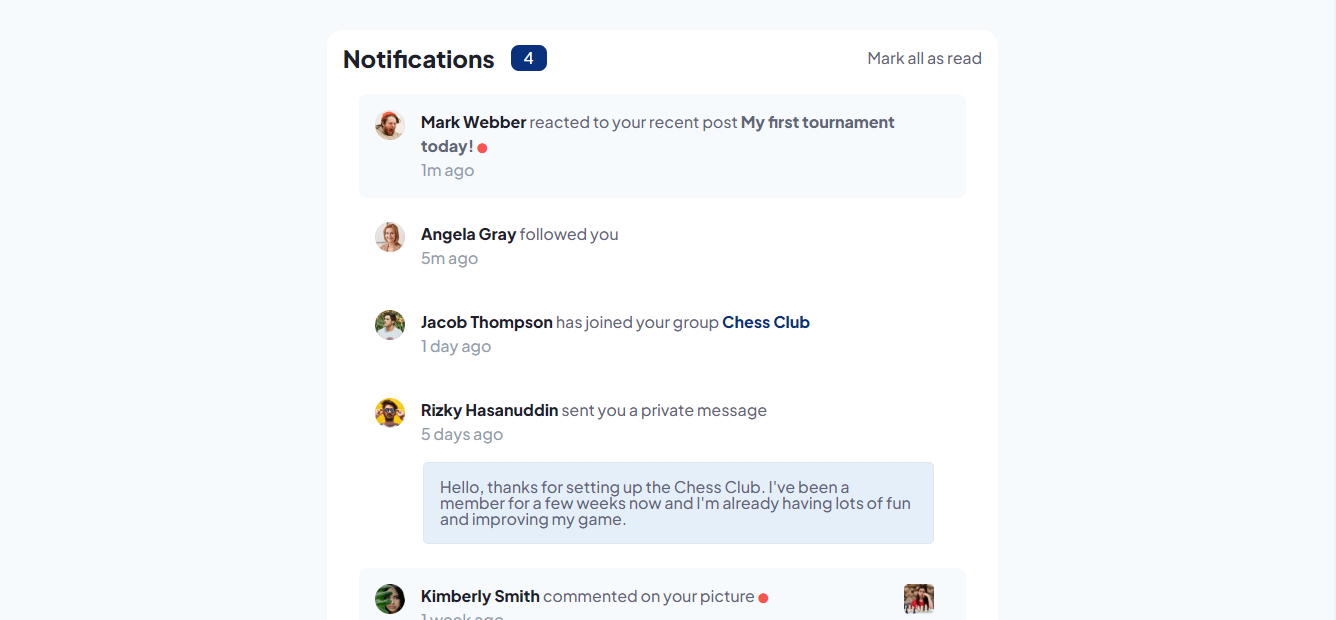 Notifications 4 Mark all as read
Mark Webber reacted to your recent post My first tournament
today!
1m ago
Angela Gray followed you
5m ago
Jacob Thompson has joined your group Chess Club
1 day ago
Rizky Hasanuddin sent you a private message
5 days ago
Hello, thanks for setting up the Chess Club. I've been a
member for a few weeks now and I'm already having lots of fun
and improving my game.
Kimberly Smith commented on your picture
1 week ago